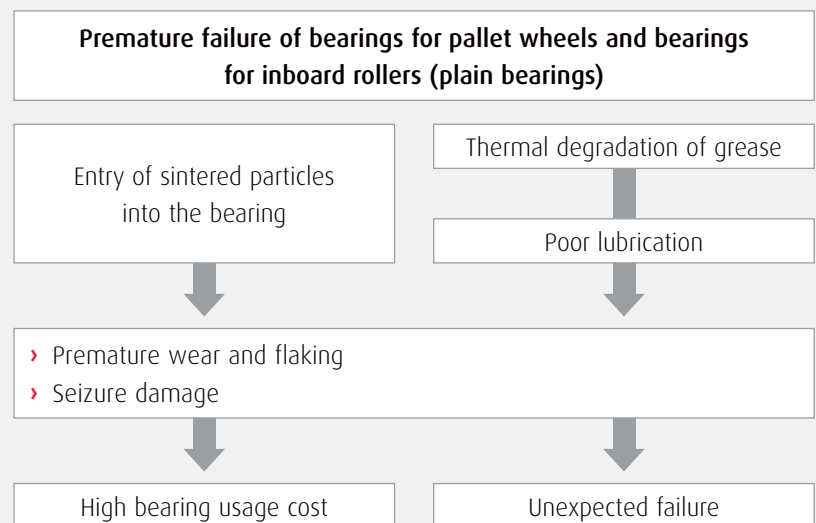 Premature failure of bearings for pallet wheels and bearings
for inboard rollers (plain bearings)
Entry of sintered particles
into the bearing
Thermal degradation of grease
Poor lubrication
› Premature wear and flaking
› Seizure damage
High bearing usage cost
Unexpected failure